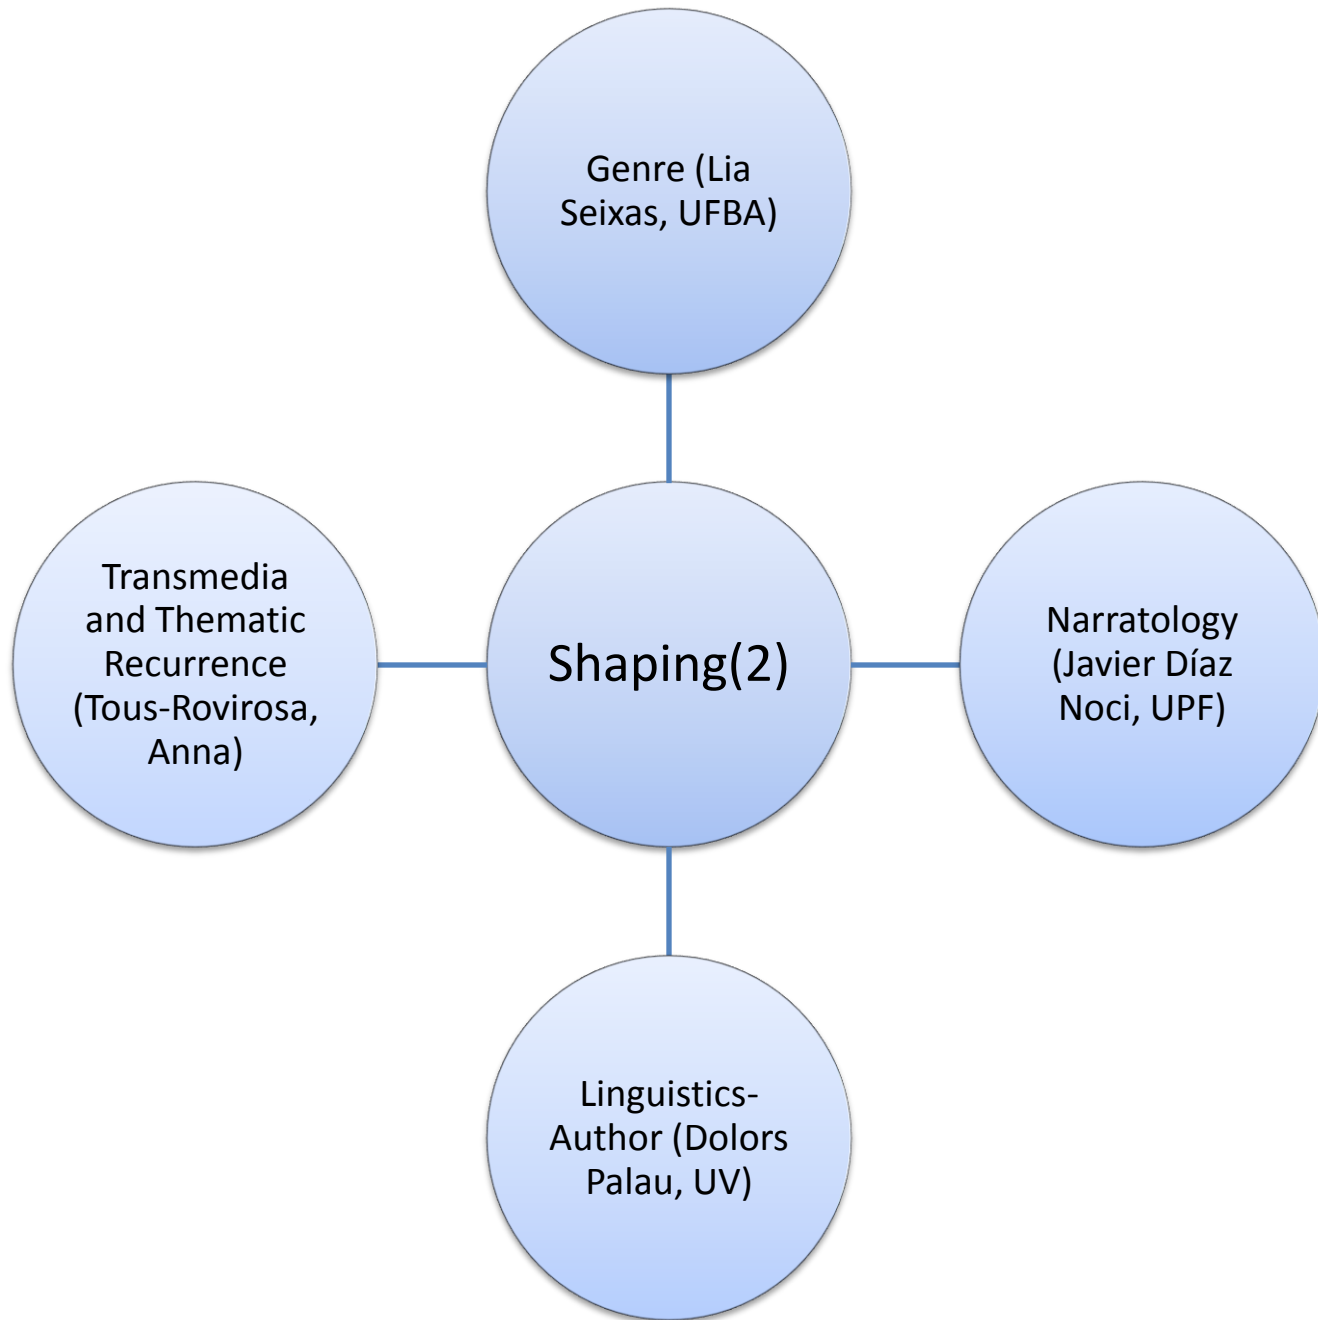 Genre (Lia
Seixas, UFBA)
Transmedia
and Thematic
Recurrence
(Tous-Rovirosa,
Anna)
Shaping(2)
Narratology
(Javier Díaz
Noci, UPF)
Linguistics-
Author (Dolors
Palau, UV)